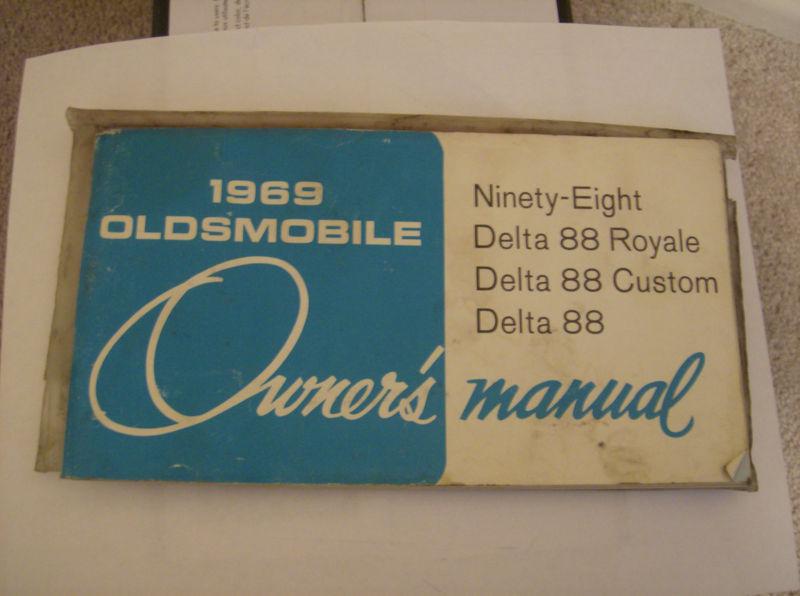 1969
OLDSMOBILE
Owner's manual
Ninety-Eight
Delta 88 Royale
Delta 88 Custom
Delta 88